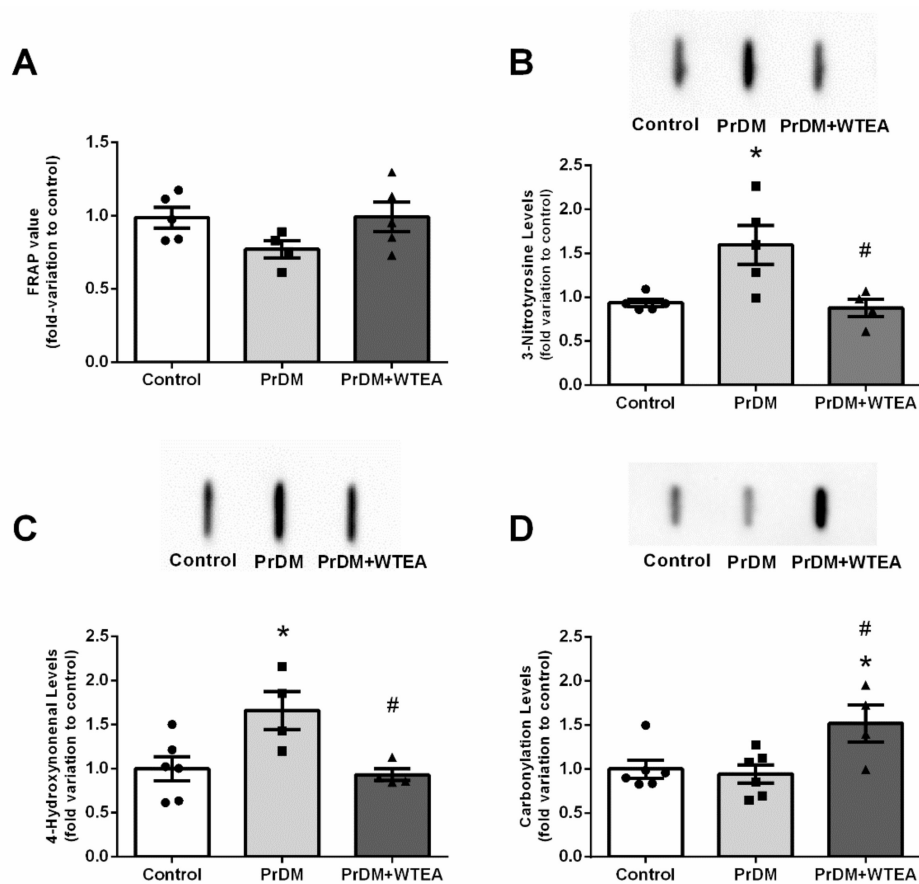 A
FRAP value
(fold-variation to control)
1.5
1.0
0.5
0.0
Control PrDM PrDM+WTEA
B
Control PrDM PrDM+WTEA
3-Nitrotyrosine Levels
(fold variation to control)
2.5
2.0
1.5
1.0
0.5
0.0
*
#
Control PrDM PrDM+WTEA
C
Control PrDM PrDM+WTEA
4-Hydroxynonenal Levels
(fold variation to control)
2.5
2.0
1.5
1.0
0.5
0.0
*
#
Control PrDM PrDM+WTEA
D
Control PrDM PrDM+WTEA
Carbonylation Levels
(fold variation to control)
2.5
2.0
1.5
1.0
0.5
0.0
#
*
Control PrDM PrDM+WTEA